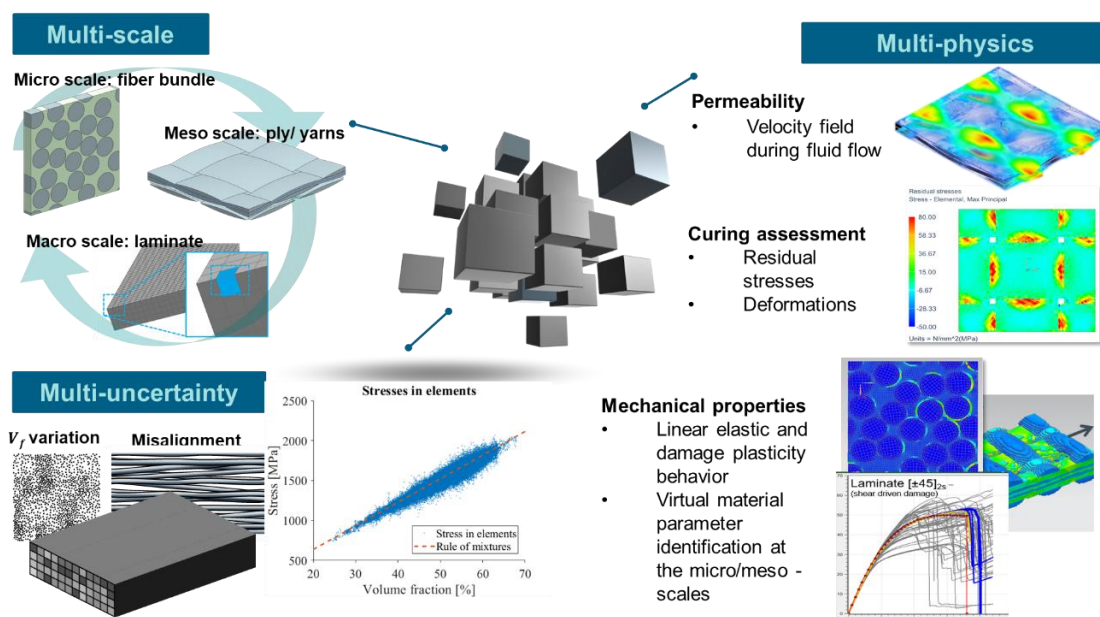 Multi-scale
Micro scale: fiber bundle
Meso scale: ply/ yarns
Macro scale: laminate
Multi-physics
Permeability
• Velocity field
during fluid flow
Residual stresses
Stress - Elemental, Max Principal
80.00
58.33
36.67
15.00
-6.67
-28.33
-50.00
Units = N/mm^2(MPa)
Curing assessment
• Residual
stresses
• Deformations
Multi-uncertainty
V_f variation
Misalignment
Stresses in elements
Stress [MPa]
2500
2000
1500
1000
500
Stress in elements
Rule of mixtures
20 30 40 50 60 70
Volume fraction [%]
Mechanical properties
• Linear elastic and
damage plasticity
behavior
• Virtual material
parameter
identification at
the micro/meso -
scales
Laminate [±45]2s-
(shear driven damage)